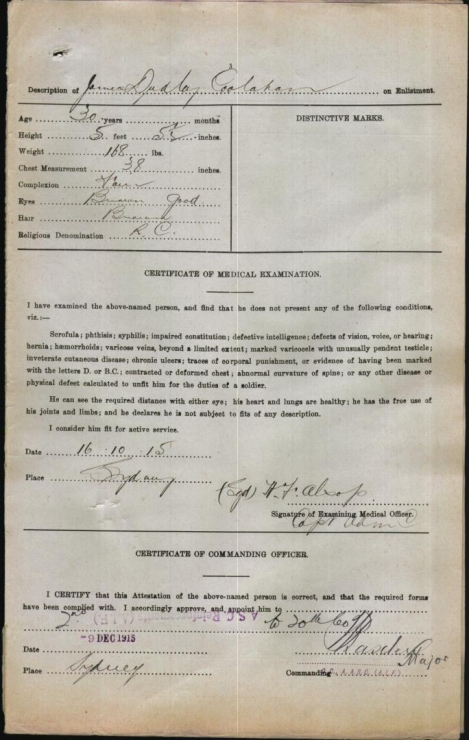 Description of James Dudley Coolahan on Enlistment.
Age 30 years months
Height 5 feet 5½ inches.
Weight 168 lbs.
Chest Measurement 38 inches.
Complexion Fair
Eyes Brown good
Hair Brown
Religious Denomination R.C.
DISTINCTIVE MARKS.
CERTIFICATE OF MEDICAL EXAMINATION.
I have examined the above-named person, and find that he does not present any of the following conditions,
viz.:—
Scrofula; phthisis; syphilis; impaired constitution; defective intelligence; defects of vision, voice, or hearing;
hernia; hæmorrhoids; varicose veins, beyond a limited extent; marked varicocele with unusually pendent testicle;
inveterate cutaneous disease; chronic ulcers; traces of corporal punishment, or evidence of having been marked
with the letters D. or B.C.; contracted or deformed chest; abnormal curvature of spine; or any other disease or
physical defect calculated to unfit him for the duties of a soldier.
He can see the required distance with either eye; his heart and lungs are healthy; he has the free use of
his joints and limbs; and he declares he is not subject to fits of any description.
I consider him fit for active service.
Date 16-10-15
Place Sydney
(Sgd) H. F. Alsop
Signature of Examining Medical Officer.
Capt
CERTIFICATE OF COMMANDING OFFICER.
I CERTIFY that this Attestation of the above-named person is correct, and that the required forms
have been complied with. I accordingly approve, and appoint him to
2nd A.S.C. (A.I.F.) to 20th Coy
Date -9 DEC 1915
Major
Place Sydney
Commanding